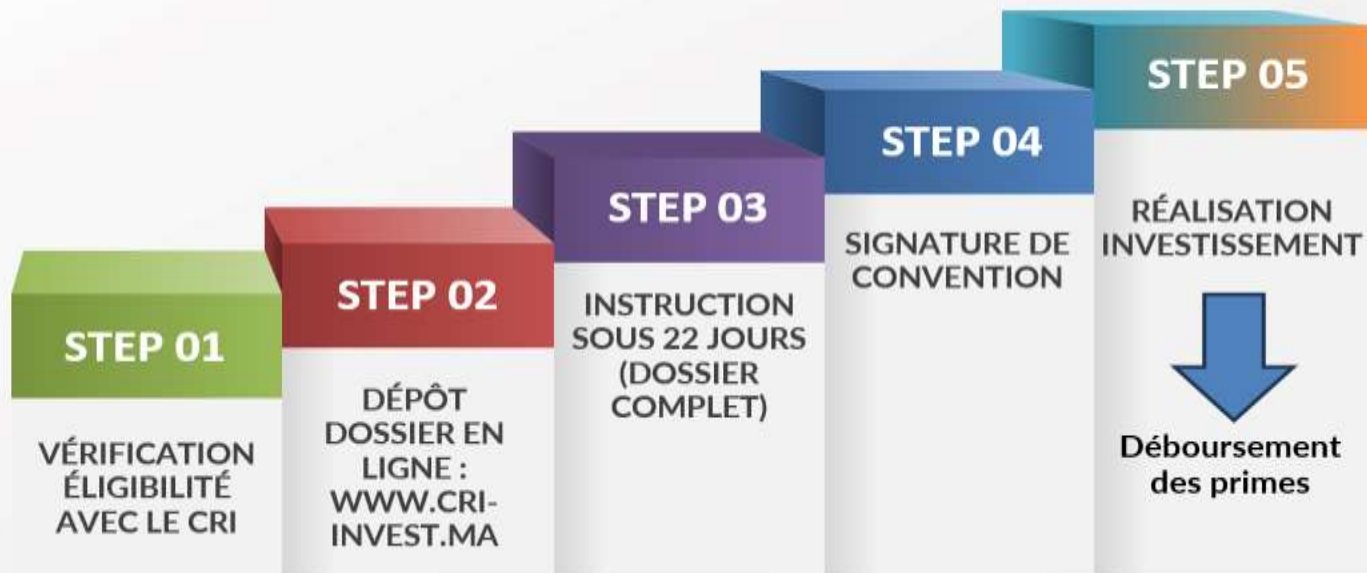 STEP 01
VÉRIFICATION
ÉLIGIBILITÉ
AVEC LE CRI
STEP 02
DÉPÔT
DOSSIER EN
LIGNE :
WWW.CRI-
INVEST.MA
STEP 03
INSTRUCTION
SOUS 22 JOURS
(DOSSIER
COMPLET)
STEP 04
SIGNATURE DE
CONVENTION
STEP 05
RÉALISATION
INVESTISSEMENT
Déboursement
des primes